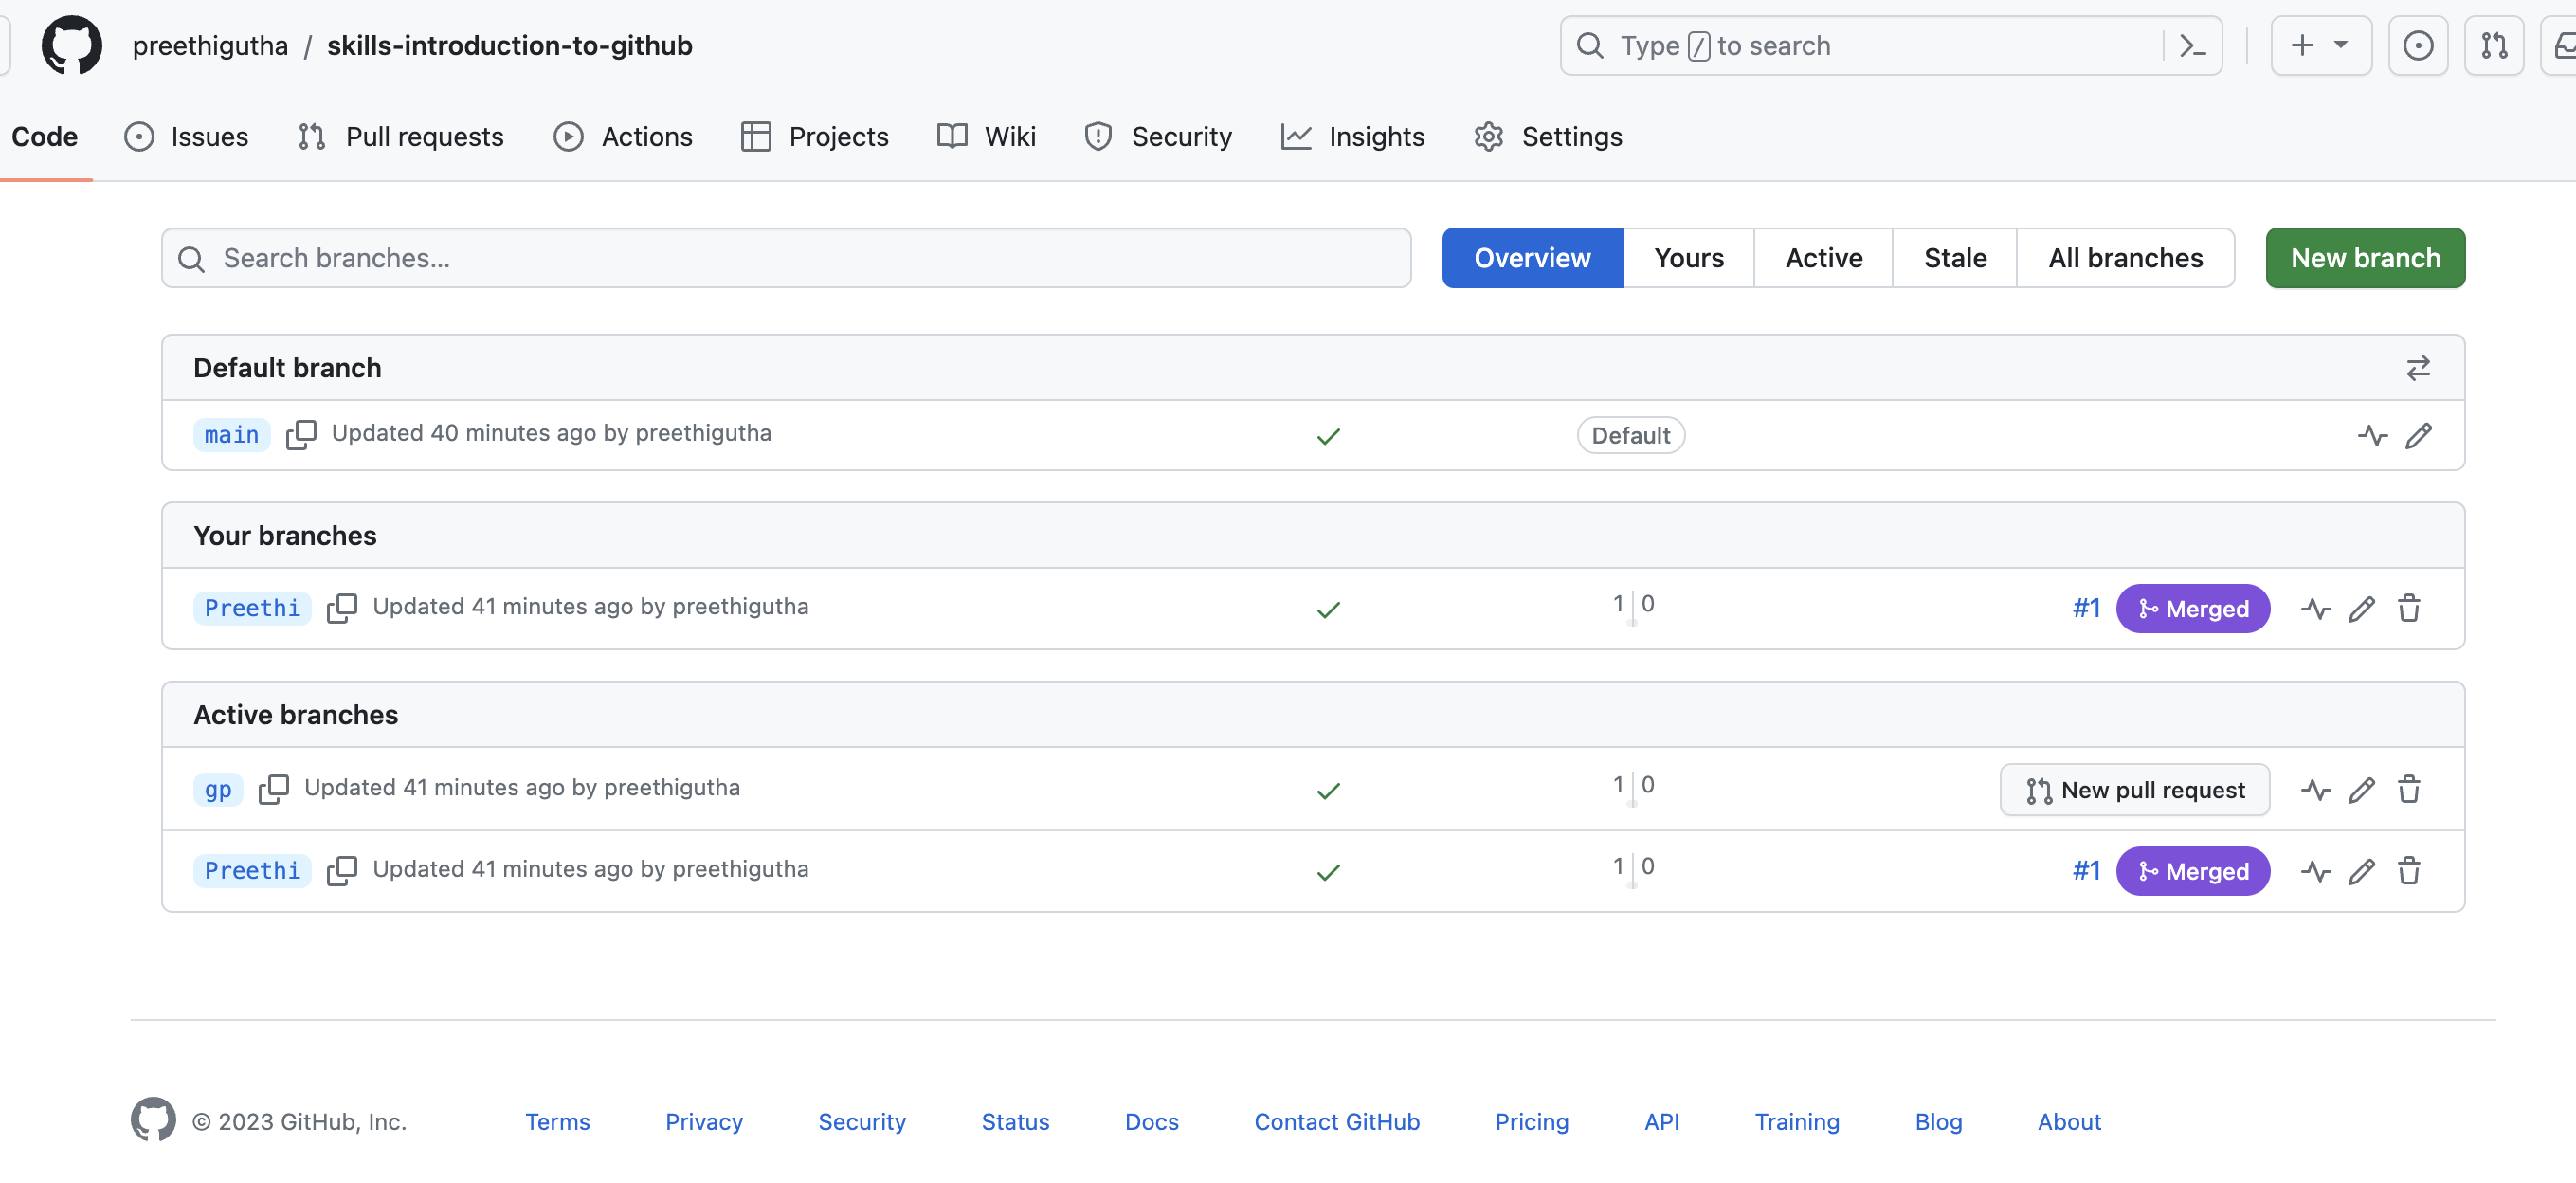 preethigutha / skills-introduction-to-github
Type / to search
Code Issues Pull requests Actions Projects Wiki Security Insights Settings
Search branches...
Overview Yours Active Stale All branches New branch
Default branch
main Updated 40 minutes ago by preethigutha Default
Your branches
Preethi Updated 41 minutes ago by preethigutha 1 0 #1 Merged
Active branches
gp Updated 41 minutes ago by preethigutha 1 0 New pull request
Preethi Updated 41 minutes ago by preethigutha 1 0 #1 Merged
© 2023 GitHub, Inc. Terms Privacy Security Status Docs Contact GitHub Pricing API Training Blog About